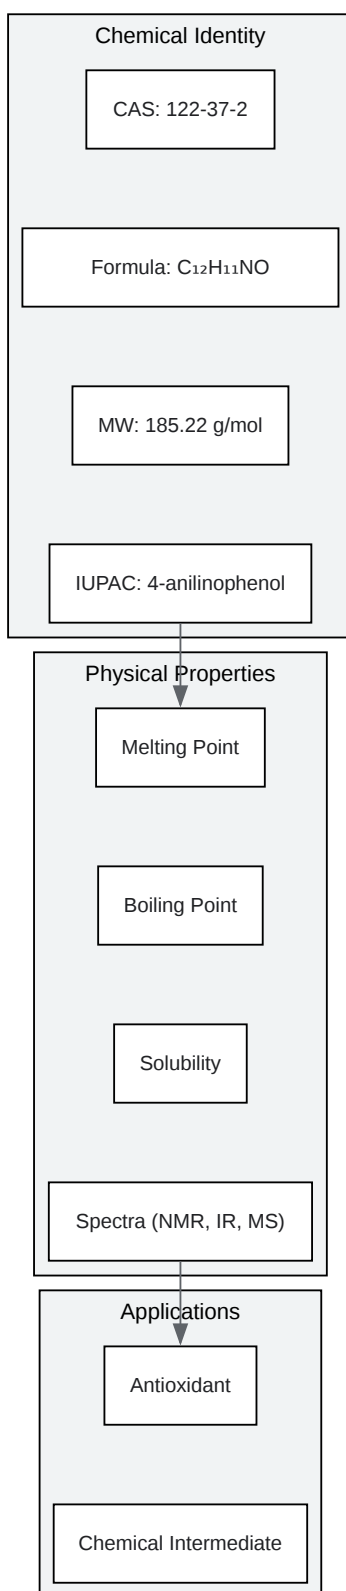 Chemical Identity
CAS: 122-37-2
Formula: C₁₂H₁₁NO
MW: 185.22 g/mol
IUPAC: 4-anilinophenol
Physical Properties
Melting Point
Boiling Point
Solubility
Spectra (NMR, IR, MS)
Applications
Antioxidant
Chemical Intermediate